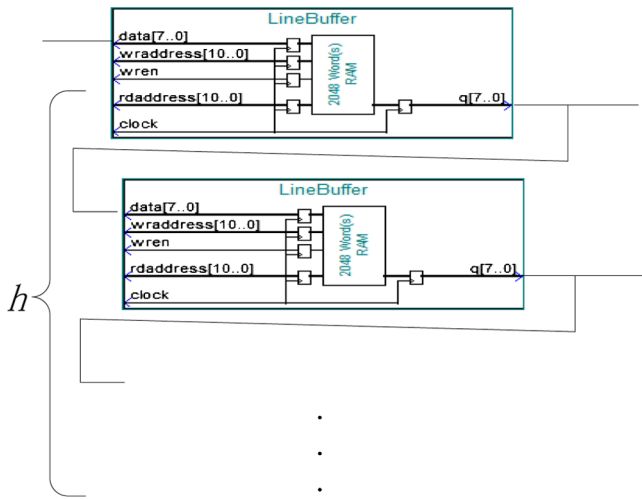 LineBuffer
data[7..0]
wraddress[10..0]
wren
rdaddress[10..0]
clock
2048 Word(s)
RAM
q[7..0]
h
LineBuffer
data[7..0]
wraddress[10..0]
wren
rdaddress[10..0]
clock
2048 Word(s)
RAM
q[7..0]